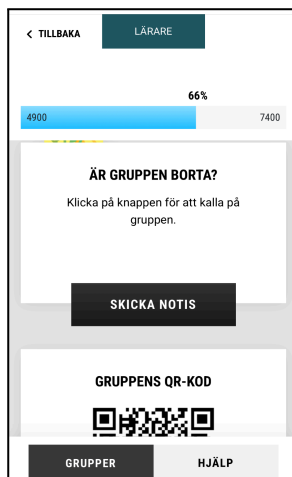 TILLBAKA
LÄRARE
66%
4900
7400
ÄR GRUPPEN BORTA?
Klicka på knappen för att kalla på
gruppen.
SKICKA NOTIS
GRUPPENS QR-KOD
GRUPPER
HJÄLP